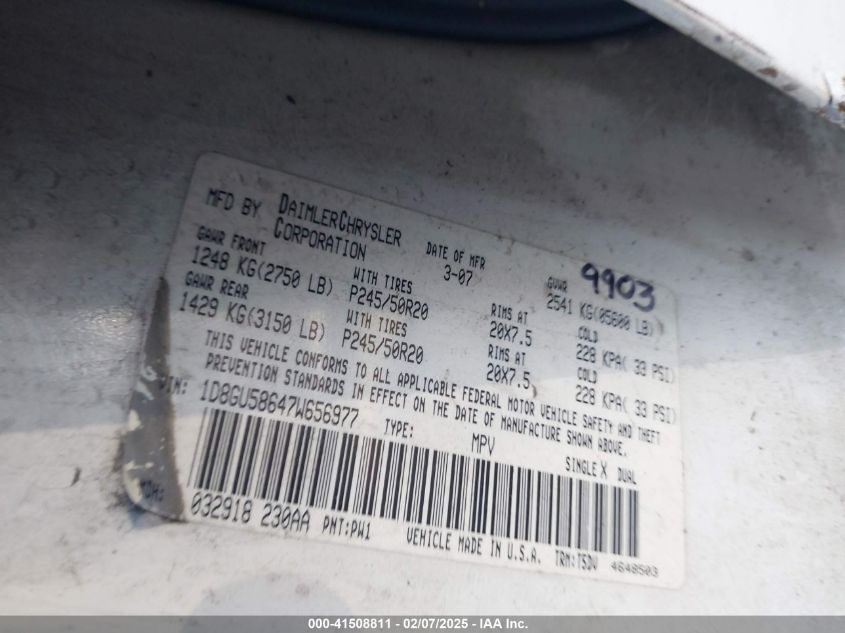 MFD BY DAIMLERCHRYSLER CORPORATION
DATE OF MFR 3-07
9903
GVWR 2541 KG(05600 LB)
GAWR FRONT 1248 KG(2750 LB)
WITH TIRES P245/50R20
RIMS AT 20X7.5
COLD 228 KPA( 33 PSI)
GAWR REAR 1429 KG(3150 LB)
WITH TIRES P245/50R20
RIMS AT 20X7.5
COLD 228 KPA( 33 PSI)
THIS VEHICLE CONFORMS TO ALL APPLICABLE FEDERAL MOTOR VEHICLE SAFETY AND THEFT
PREVENTION STANDARDS IN EFFECT ON THE DATE OF MANUFACTURE SHOWN ABOVE.
VIN: 1D8GU58647W656977 TYPE: MPV SINGLE X DUAL
MDH:
032918 230AA PNT:PW1 VEHICLE MADE IN U.S.A. TRM:TSDV 4648503
000-41508811 - 02/07/2025 - IAA Inc.